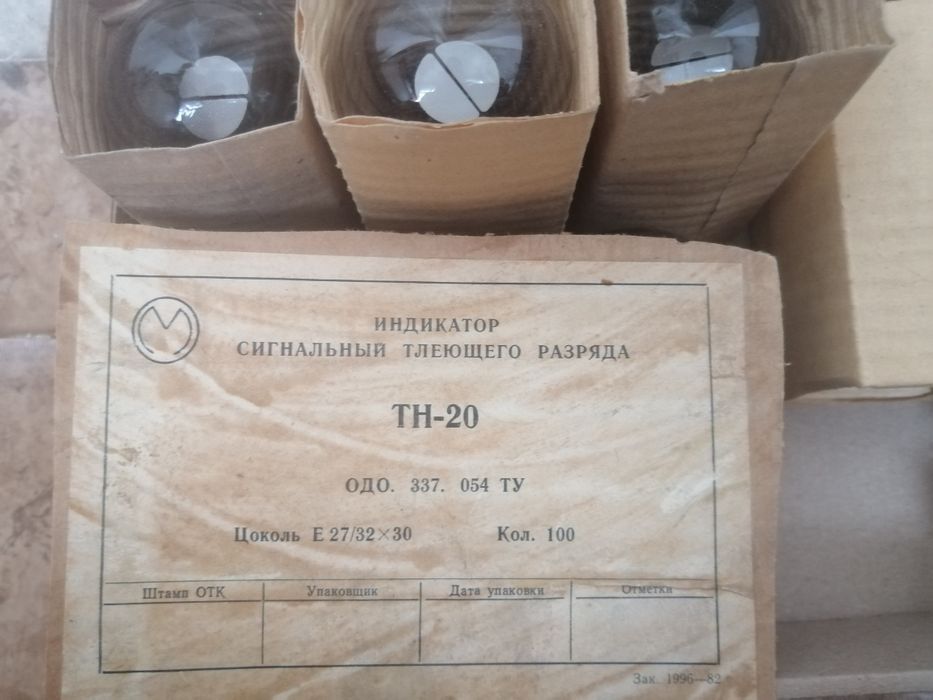 ИНДИКАТОР
СИГНАЛЬНЫЙ ТЛЕЮЩЕГО РАЗРЯДА
ТН-20
ОДО. 337. 054 ТУ
Цоколь Е 27/32×30 Кол. 100
Штамп ОТК Упаковщик Дата упаковки Отметки
Зак. 1996—82